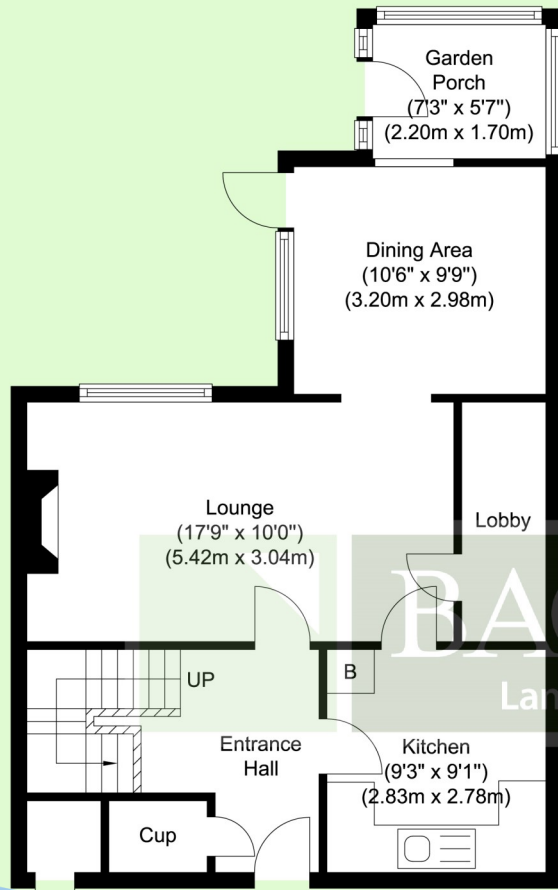 Garden
Porch
(7'3" x 5'7")
(2.20m x 1.70m)
Dining Area
(10'6" x 9'9")
(3.20m x 2.98m)
Lounge
(17'9" x 10'0")
(5.42m x 3.04m)
Lobby
BAC
UP
B
Lan
Entrance
Hall
Kitchen
(9'3" x 9'1")
(2.83m x 2.78m)
Cup